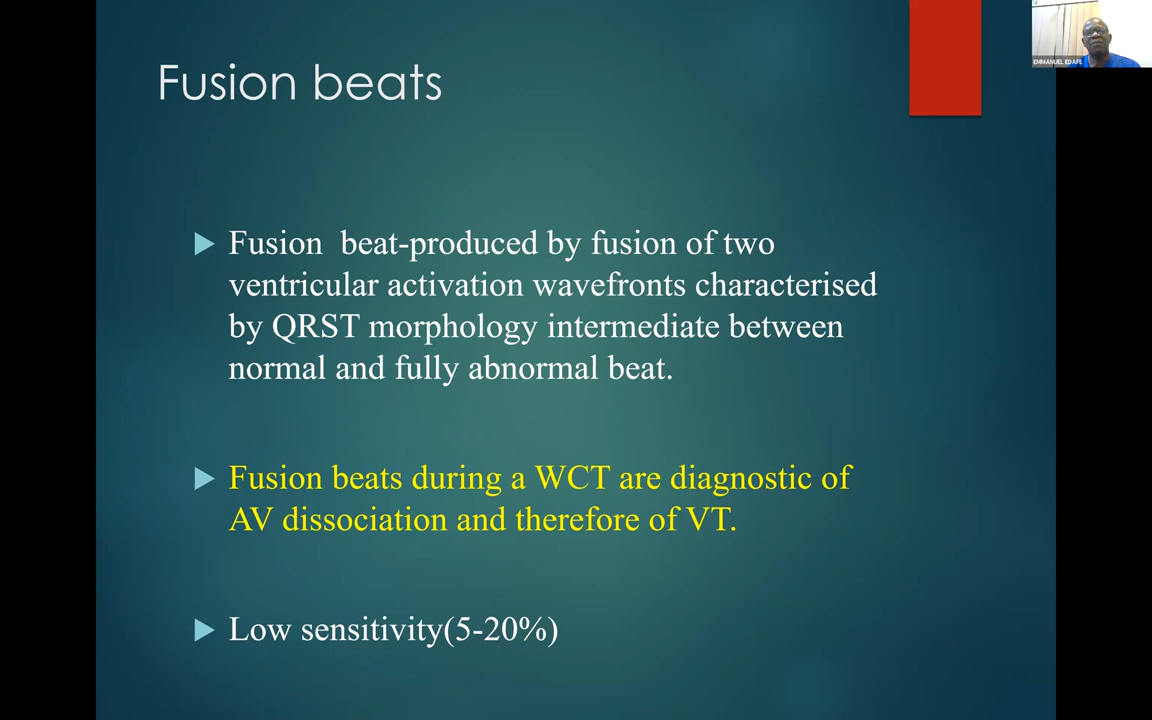 Fusion beats
EMMANUEL EDAFE
Fusion  beat-produced by fusion of two
ventricular activation wavefronts characterised
by QRST morphology intermediate between
normal and fully abnormal beat.
Fusion beats during a WCT are diagnostic of
AV dissociation and therefore of VT.
Low sensitivity(5-20%)